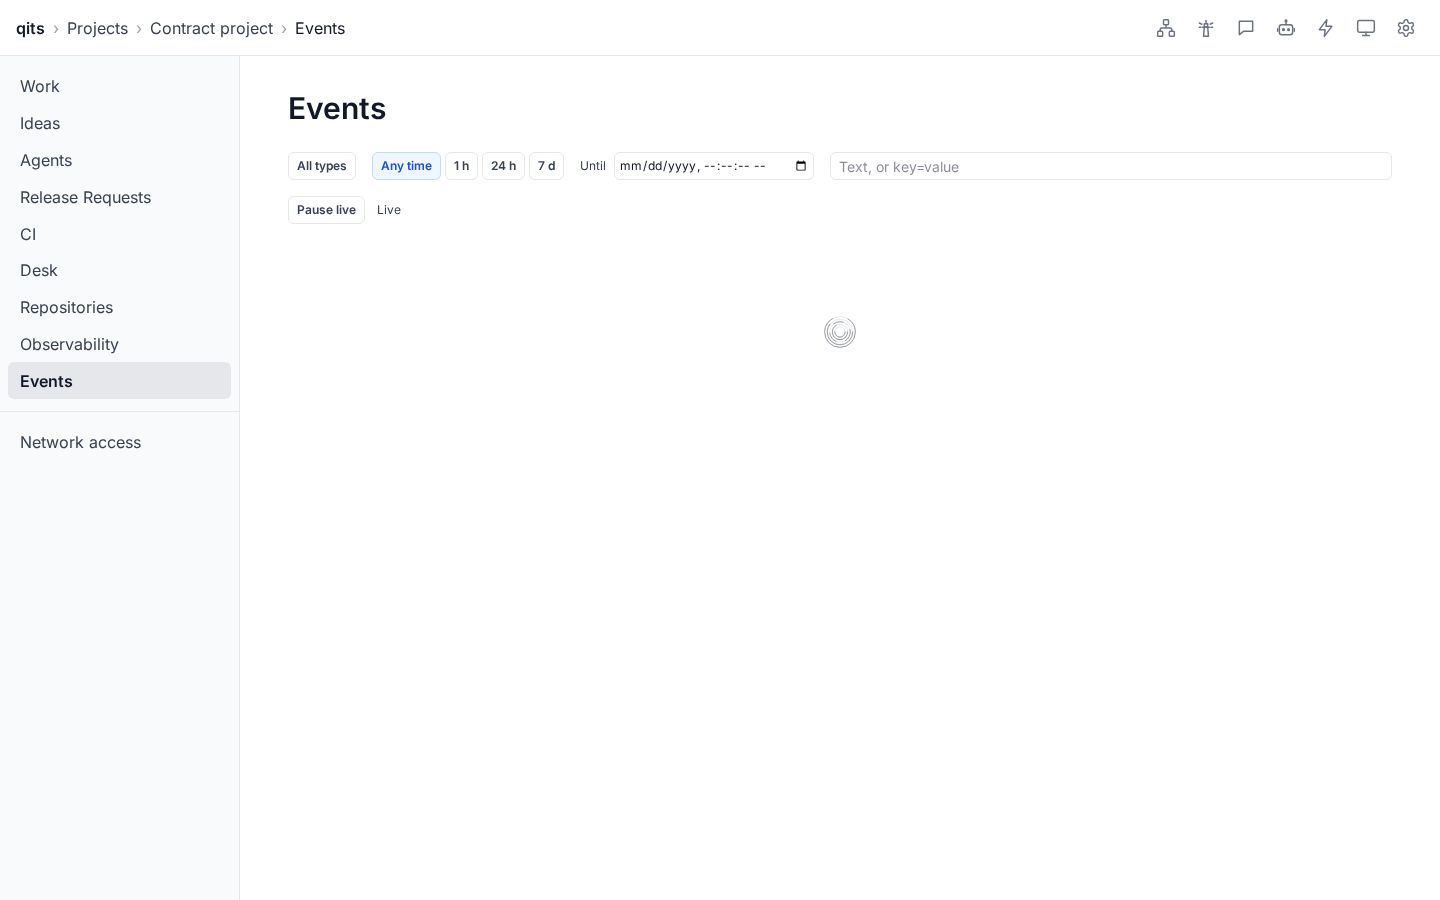 qits › Projects › Contract project › Events
Work
Ideas
Agents
Release Requests
CI
Desk
Repositories
Observability
Events
Network access
Events
All types Any time 1 h 24 h 7 d Until mm/dd/yyyy, --:--:-- -- Text, or key=value
Pause live Live